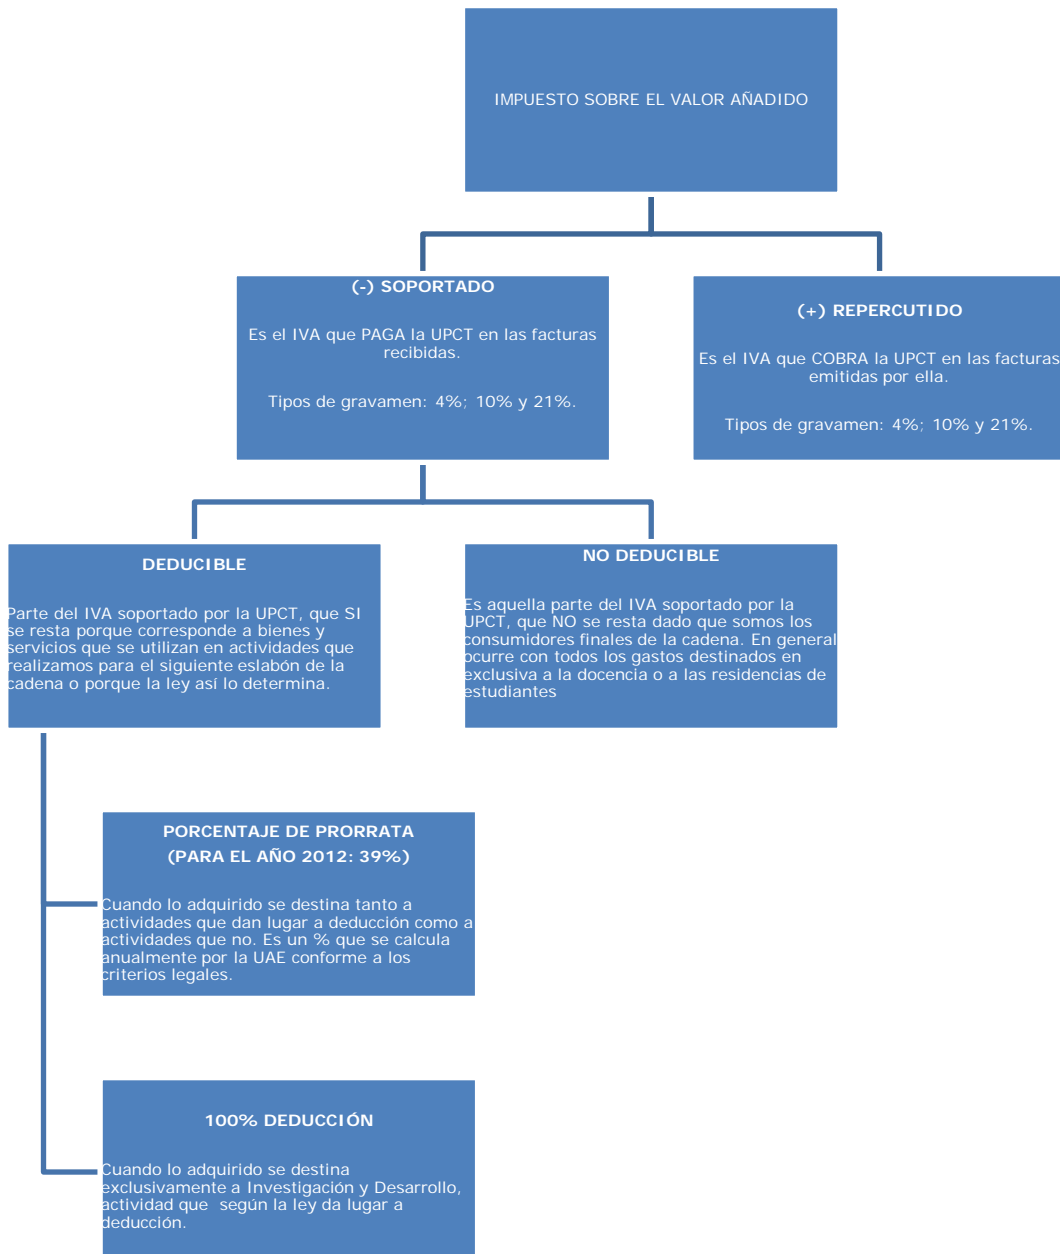 IMPUESTO SOBRE EL VALOR AÑADIDO
(-) SOPORTADO
Es el IVA que PAGA la UPCT en las facturas
recibidas.
Tipos de gravamen: 4%; 10% y 21%.
(+) REPERCUTIDO
Es el IVA que COBRA la UPCT en las facturas
emitidas por ella.
Tipos de gravamen: 4%; 10% y 21%.
DEDUCIBLE
Parte del IVA soportado por la UPCT, que SI
se resta porque corresponde a bienes y
servicios que se utilizan en actividades que
realizamos para el siguiente eslabón de la
cadena o porque la ley así lo determina.
NO DEDUCIBLE
Es aquella parte del IVA soportado por la
UPCT, que NO se resta dado que somos los
consumidores finales de la cadena. En general
ocurre con todos los gastos destinados en
exclusiva a la docencia o a las residencias de
estudiantes
PORCENTAJE DE PRORRATA
(PARA EL AÑO 2012: 39%)
Cuando lo adquirido se destina tanto a
actividades que dan lugar a deducción como a
actividades que no. Es un % que se calcula
anualmente por la UAE conforme a los
criterios legales.
100% DEDUCCIÓN
Cuando lo adquirido se destina
exclusivamente a Investigación y Desarrollo,
actividad que  según la ley da lugar a
deducción.